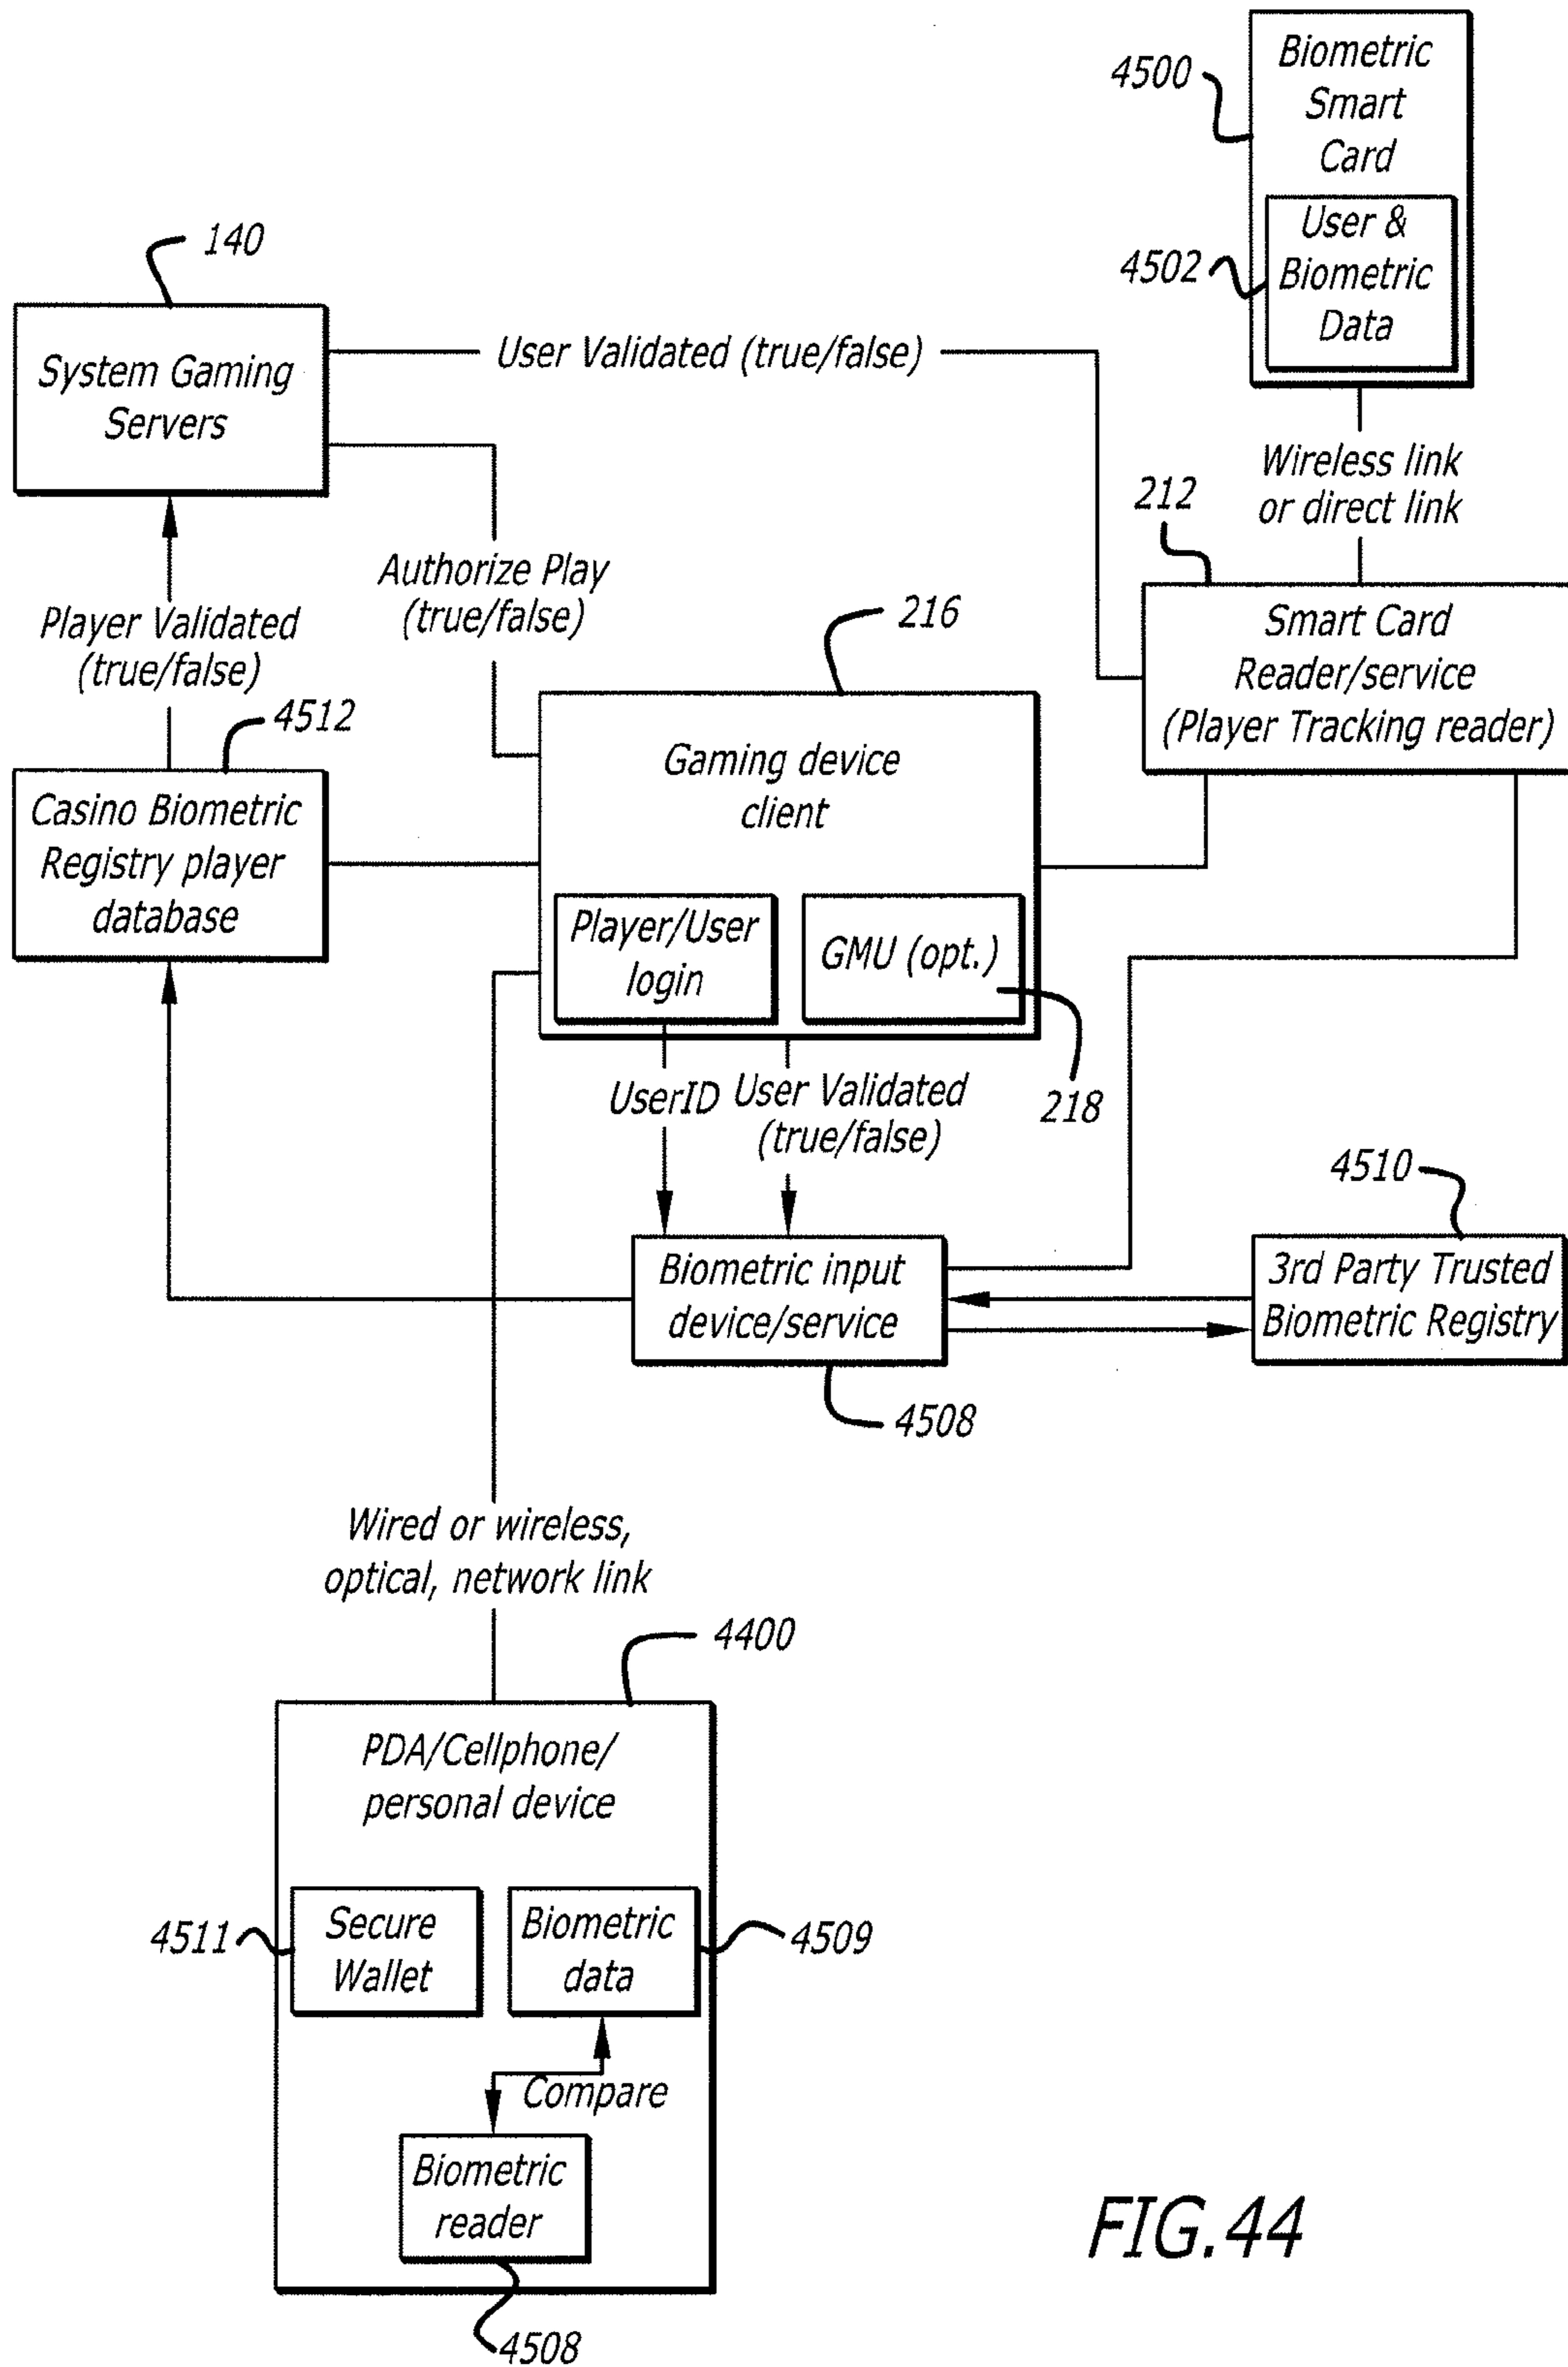 4500
Biometric
Smart
Card
4502
User &
Biometric
Data
140
System Gaming
Servers
User Validated (true/false)
Wireless link
or direct link
212
Authorize Play
(true/false)
Player Validated
(true/false)
216
Smart Card
Reader/service
(Player Tracking reader)
4512
Casino Biometric
Registry player
database
Gaming device
client
Player/User
login
GMU (opt.)
218
UserID
User Validated
(true/false)
4510
Biometric input
device/service
3rd Party Trusted
Biometric Registry
4508
Wired or wireless,
optical, network link
4400
PDA/Cellphone/
personal device
4511
Secure
Wallet
Biometric
data
4509
Compare
Biometric
reader
4508
FIG.44